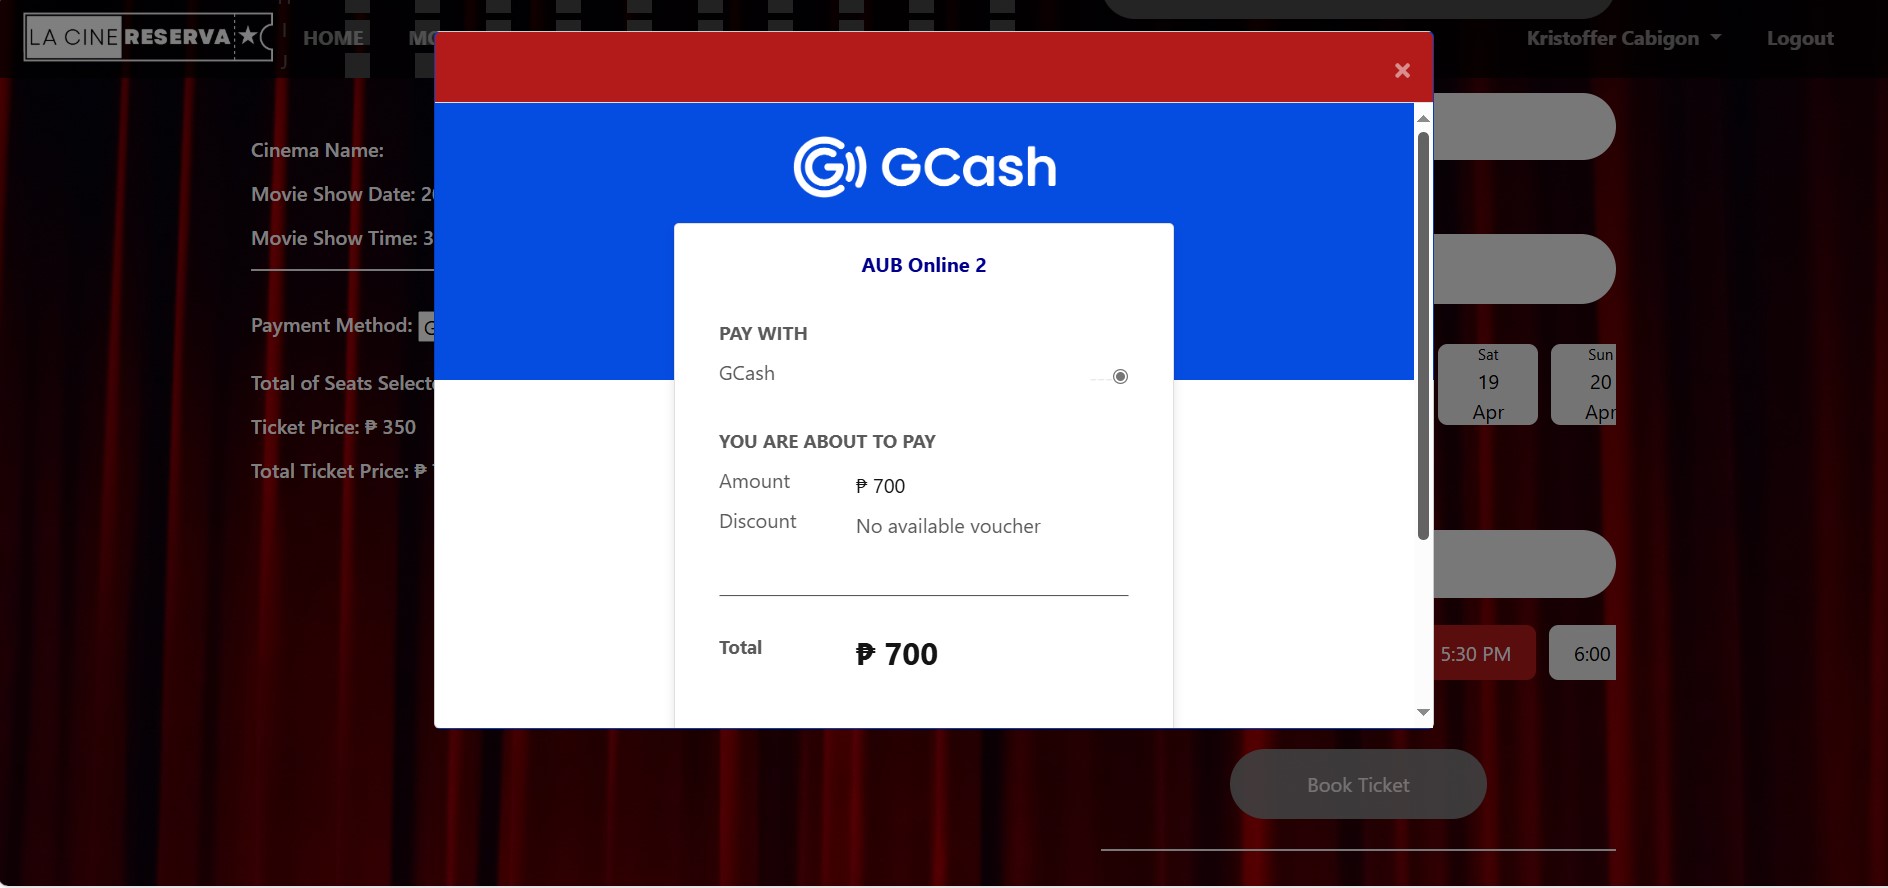 LA CINE RESERVA
HOME
Kristoffer Cabigon
Logout
×
GCash
Cinema Name:
Movie Show Date:
Movie Show Time: 3
Payment Method: G
Total of Seats
Ticket Price: ₱ 350
Total Ticket Price: ₱
AUB Online 2
PAY WITH
GCash
YOU ARE ABOUT TO PAY
Amount ₱ 700
Discount No available voucher
Total ₱ 700
Sat
19
Apr
Sun
20
Apr
5:30 PM
6:00
Book Ticket